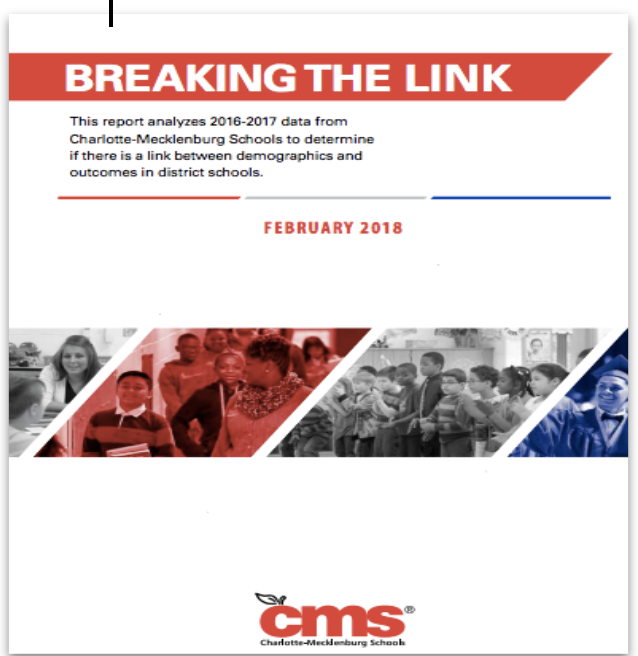 BREAKING THE LINK
This report analyzes 2016-2017 data from
Charlotte-Mecklenburg Schools to determine
if there is a link between demographics and
outcomes in district schools.
FEBRUARY 2018
cms®
Charlotte-Mecklenburg Schools